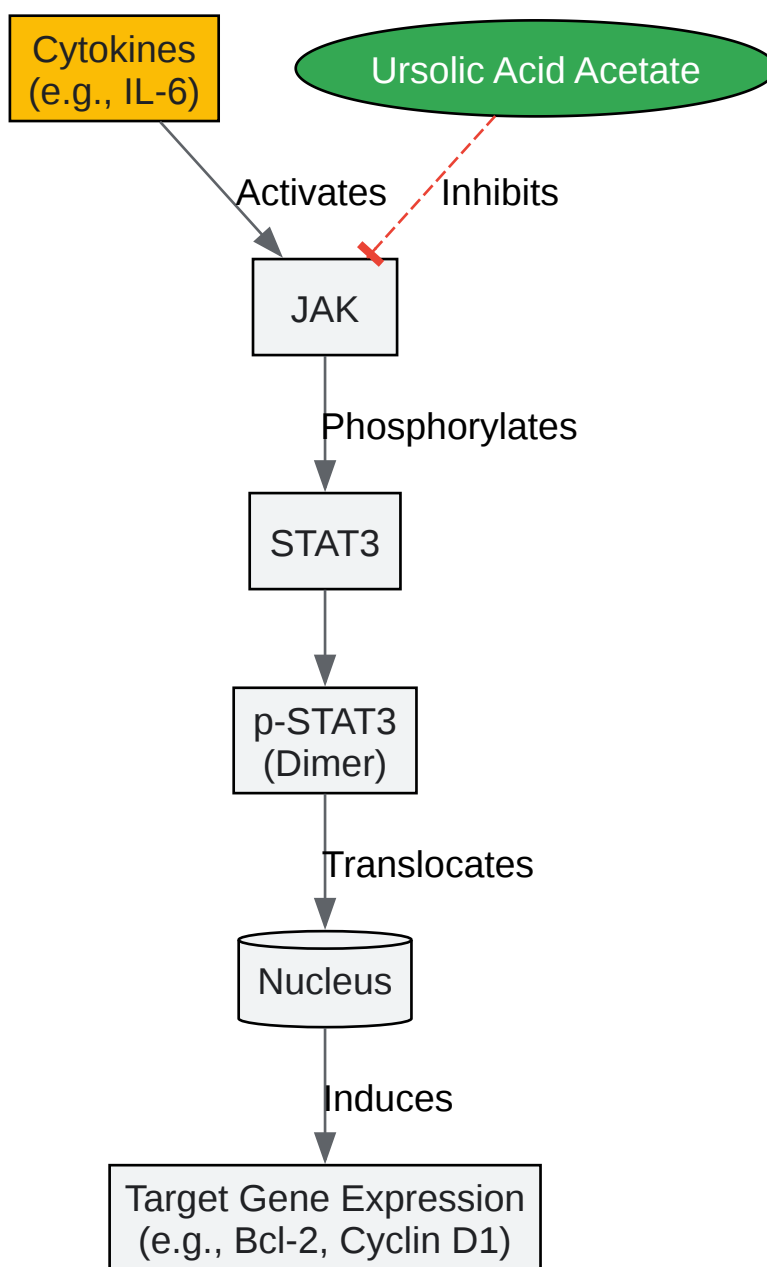 Cytokines
(e.g., IL-6)
Ursolic Acid Acetate
Activates
Inhibits
JAK
Phosphorylates
STAT3
p-STAT3
(Dimer)
Translocates
Nucleus
Induces
Target Gene Expression
(e.g., Bcl-2, Cyclin D1)